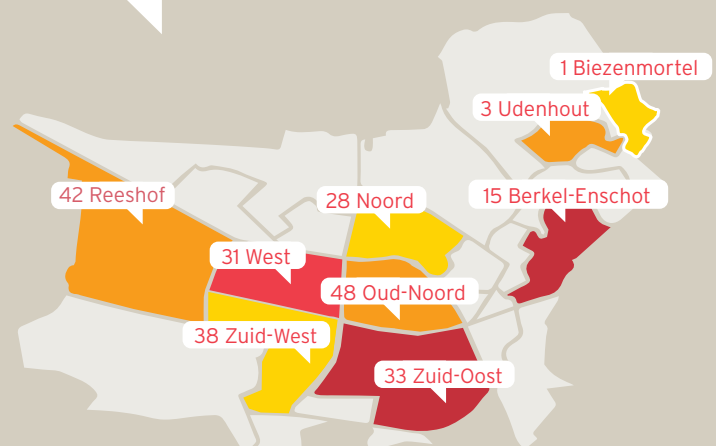 1 Biezenmortel
3 Udenhout
42 Reeshof
28 Noord
15 Berkel-Enschot
31 West
48 Oud-Noord
38 Zuid-West
33 Zuid-Oost